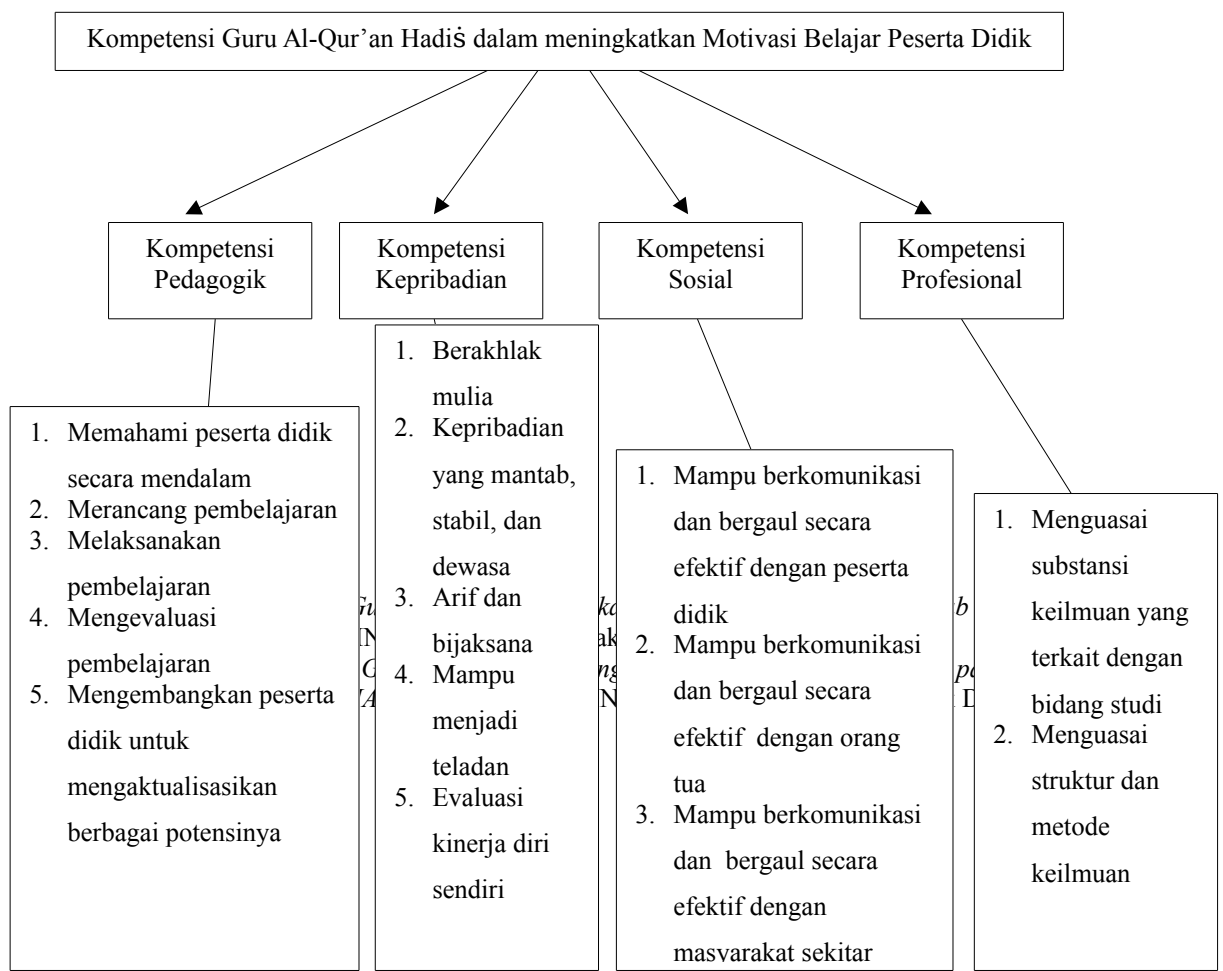 Kompetensi Guru Al-Qur’an Hadiṡ dalam meningkatkan Motivasi Belajar Peserta Didik
Kompetensi
Pedagogik
Kompetensi
Kepribadian
Kompetensi
Sosial
Kompetensi
Profesional
1. Memahami peserta didik
secara mendalam
2. Merancang pembelajaran
3. Melaksanakan
pembelajaran
4. Mengevaluasi
pembelajaran
5. Mengembangkan peserta
didik untuk
mengaktualisasikan
berbagai potensinya
1. Berakhlak
mulia
2. Kepribadian
yang mantab,
stabil, dan
dewasa
3. Arif dan
bijaksana
4. Mampu
menjadi
teladan
5. Evaluasi
kinerja diri
sendiri
1. Mampu berkomunikasi
dan bergaul secara
efektif dengan peserta
didik
2. Mampu berkomunikasi
dan bergaul secara
efektif dengan orang
tua
3. Mampu berkomunikasi
dan bergaul secara
efektif dengan
masyarakat sekitar
1. Menguasai
substansi
keilmuan yang
terkait dengan
bidang studi
2. Menguasai
struktur dan
metode
keilmuan